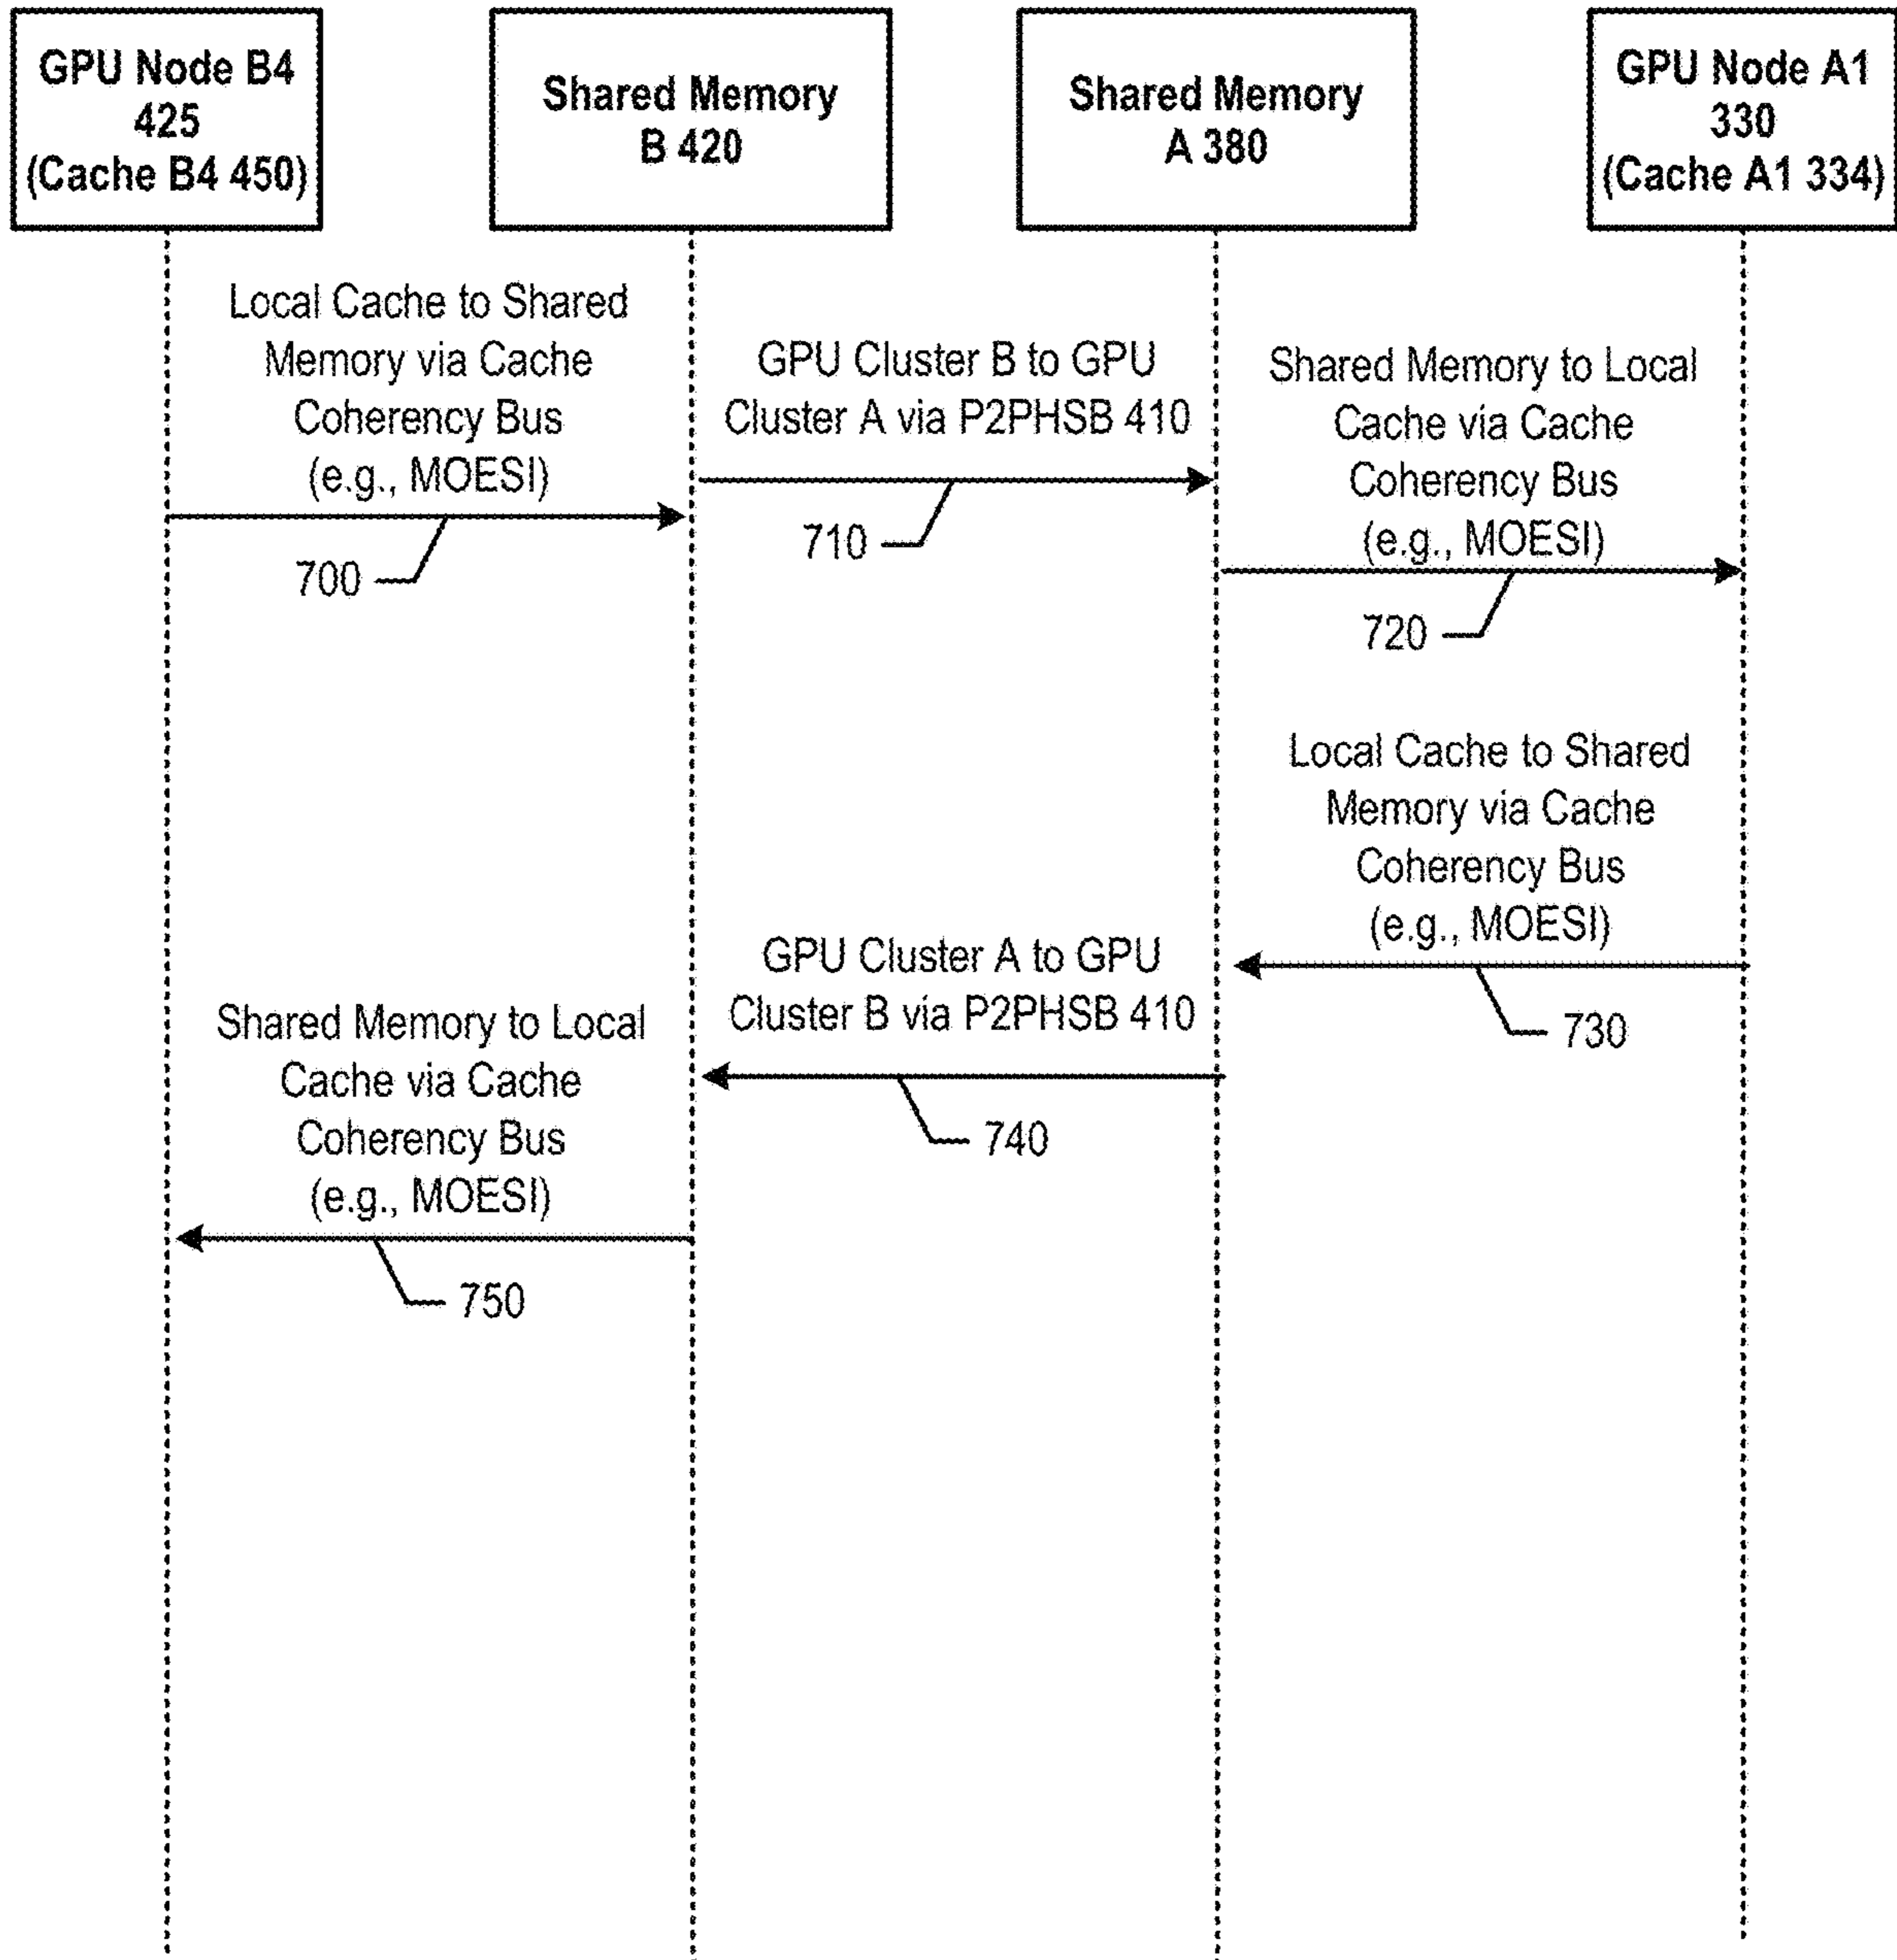 GPU Node B4
425
(Cache B4 450)
Shared Memory
B 420
Shared Memory
A 380
GPU Node A1
330
(Cache A1 334)
Local Cache to Shared
Memory via Cache
Coherency Bus
(e.g., MOESI)
700
GPU Cluster B to GPU
Cluster A via P2PHSB 410
710
Shared Memory to Local
Cache via Cache
Coherency Bus
(e.g., MOESI)
720
Local Cache to Shared
Memory via Cache
Coherency Bus
(e.g., MOESI)
730
GPU Cluster A to GPU
Cluster B via P2PHSB 410
740
Shared Memory to Local
Cache via Cache
Coherency Bus
(e.g., MOESI)
750